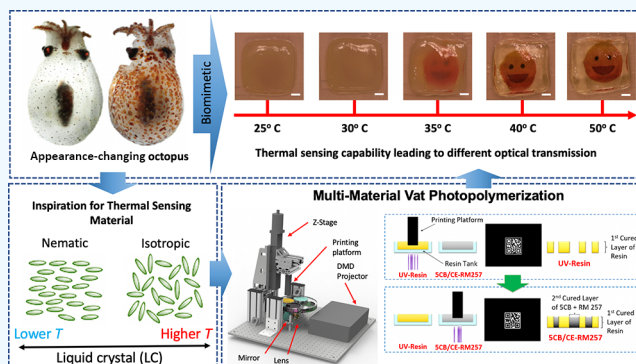 Biomimetic
25° C
30° C
35° C
40° C
50° C
Appearance-changing octopus
Thermal sensing capability leading to different optical transmission
Inspiration for Thermal Sensing
Material
Nematic
Isotropic
Lower T
Higher T
Liquid crystal (LC)
Multi-Material Vat Photopolymerization
Z-Stage
Printing
platform
DMD
Projector
Mirror
Lens
Printing Platform
Resin Tank
UV-Resin
5CB/CE-RM257
UV-Resin
1st Cured
Layer of
Resin
2nd Cured Layer
of 5CB + RM 257
UV-Resin
5CB/CE-RM257
5CB/CE-RM257
1st Cured
Layer of
Resin